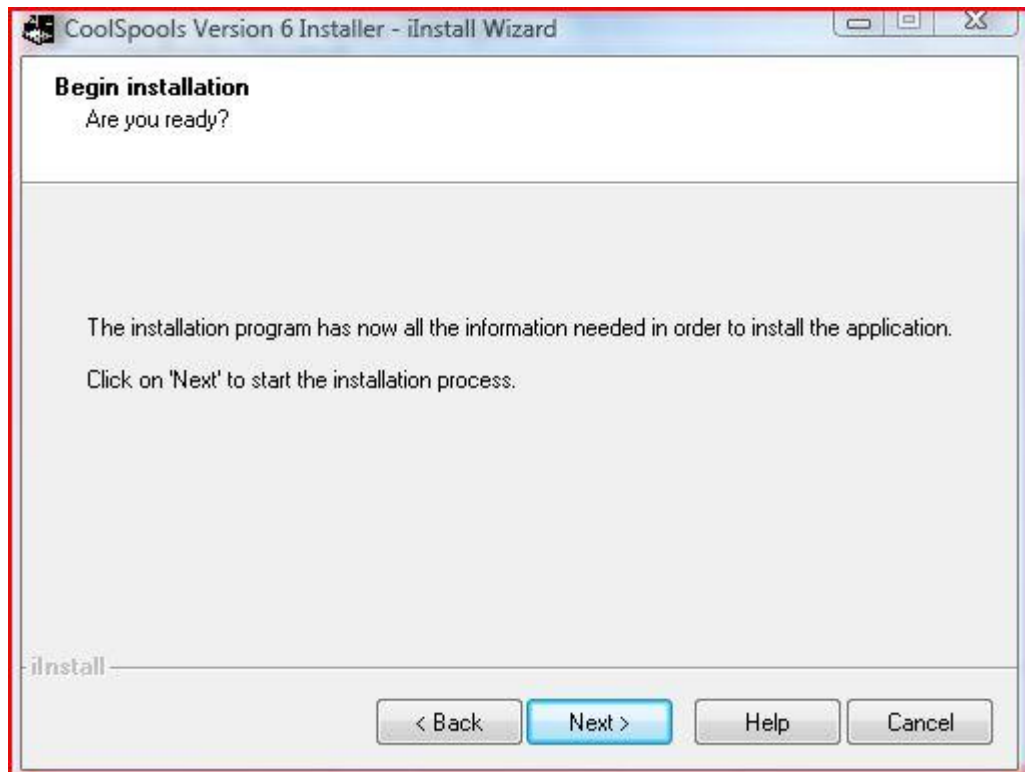 CoolSpools Version 6 Installer - iInstall Wizard
Begin installation
Are you ready?
The installation program has now all the information needed in order to install the application.
Click on 'Next' to start the installation process.
iInstall
< Back
Next >
Help
Cancel